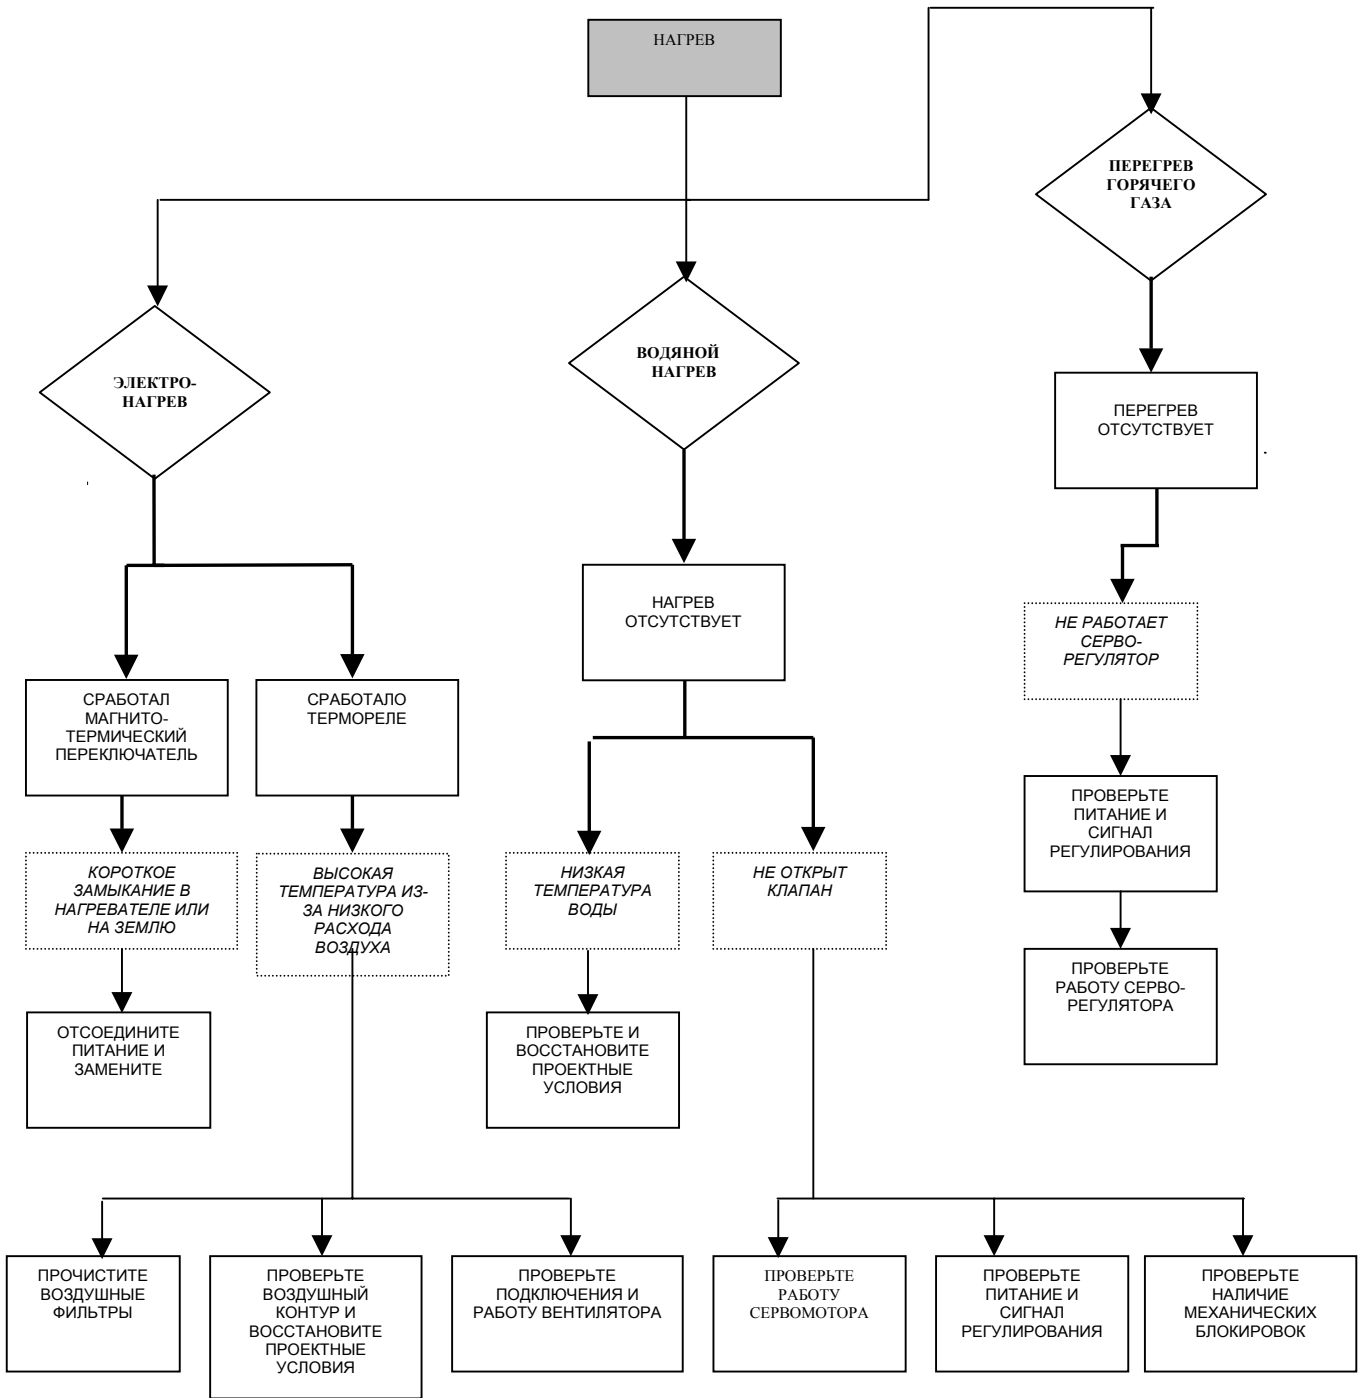 НАГРЕВ
ПЕРЕГРЕВ
ГОРЯЧЕГО
ГАЗА
ЭЛЕКТРО-
НАГРЕВ
ВОДЯНОЙ
НАГРЕВ
ПЕРЕГРЕВ
ОТСУТСТВУЕТ
НАГРЕВ
ОТСУТСТВУЕТ
НЕ РАБОТАЕТ
СЕРВО-
РЕГУЛЯТОР
СРАБОТАЛ
МАГНИТО-
ТЕРМИЧЕСКИЙ
ПЕРЕКЛЮЧАТЕЛЬ
СРАБОТАЛО
ТЕРМОРЕЛЕ
ПРОВЕРЬТЕ
ПИТАНИЕ И
СИГНАЛ
РЕГУЛИРОВАНИЯ
КОРОТКОЕ
ЗАМЫКАНИЕ В
НАГРЕВАТЕЛЕ ИЛИ
НА ЗЕМЛЮ
ВЫСОКАЯ
ТЕМПЕРАТУРА ИЗ-
ЗА НИЗКОГО
РАСХОДА
ВОЗДУХА
НИЗКАЯ
ТЕМПЕРАТУРА
ВОДЫ
НЕ ОТКРЫТ
КЛАПАН
ПРОВЕРЬТЕ
РАБОТУ СЕРВО-
РЕГУЛЯТОРА
ОТСОЕДИНИТЕ
ПИТАНИЕ И
ЗАМЕНИТЕ
ПРОВЕРЬТЕ И
ВОССТАНОВИТЕ
ПРОЕКТНЫЕ
УСЛОВИЯ
ПРОЧИСТИТЕ
ВОЗДУШНЫЕ
ФИЛЬТРЫ
ПРОВЕРЬТЕ
ВОЗДУШНЫЙ
КОНТУР И
ВОССТАНОВИТЕ
ПРОЕКТНЫЕ
УСЛОВИЯ
ПРОВЕРЬТЕ
ПОДКЛЮЧЕНИЯ И
РАБОТУ ВЕНТИЛЯТОРА
ПРОВЕРЬТЕ
РАБОТУ
СЕРВОМОТОРА
ПРОВЕРЬТЕ
ПИТАНИЕ И
СИГНАЛ
РЕГУЛИРОВАНИЯ
ПРОВЕРЬТЕ
НАЛИЧИЕ
МЕХАНИЧЕСКИХ
БЛОКИРОВОК